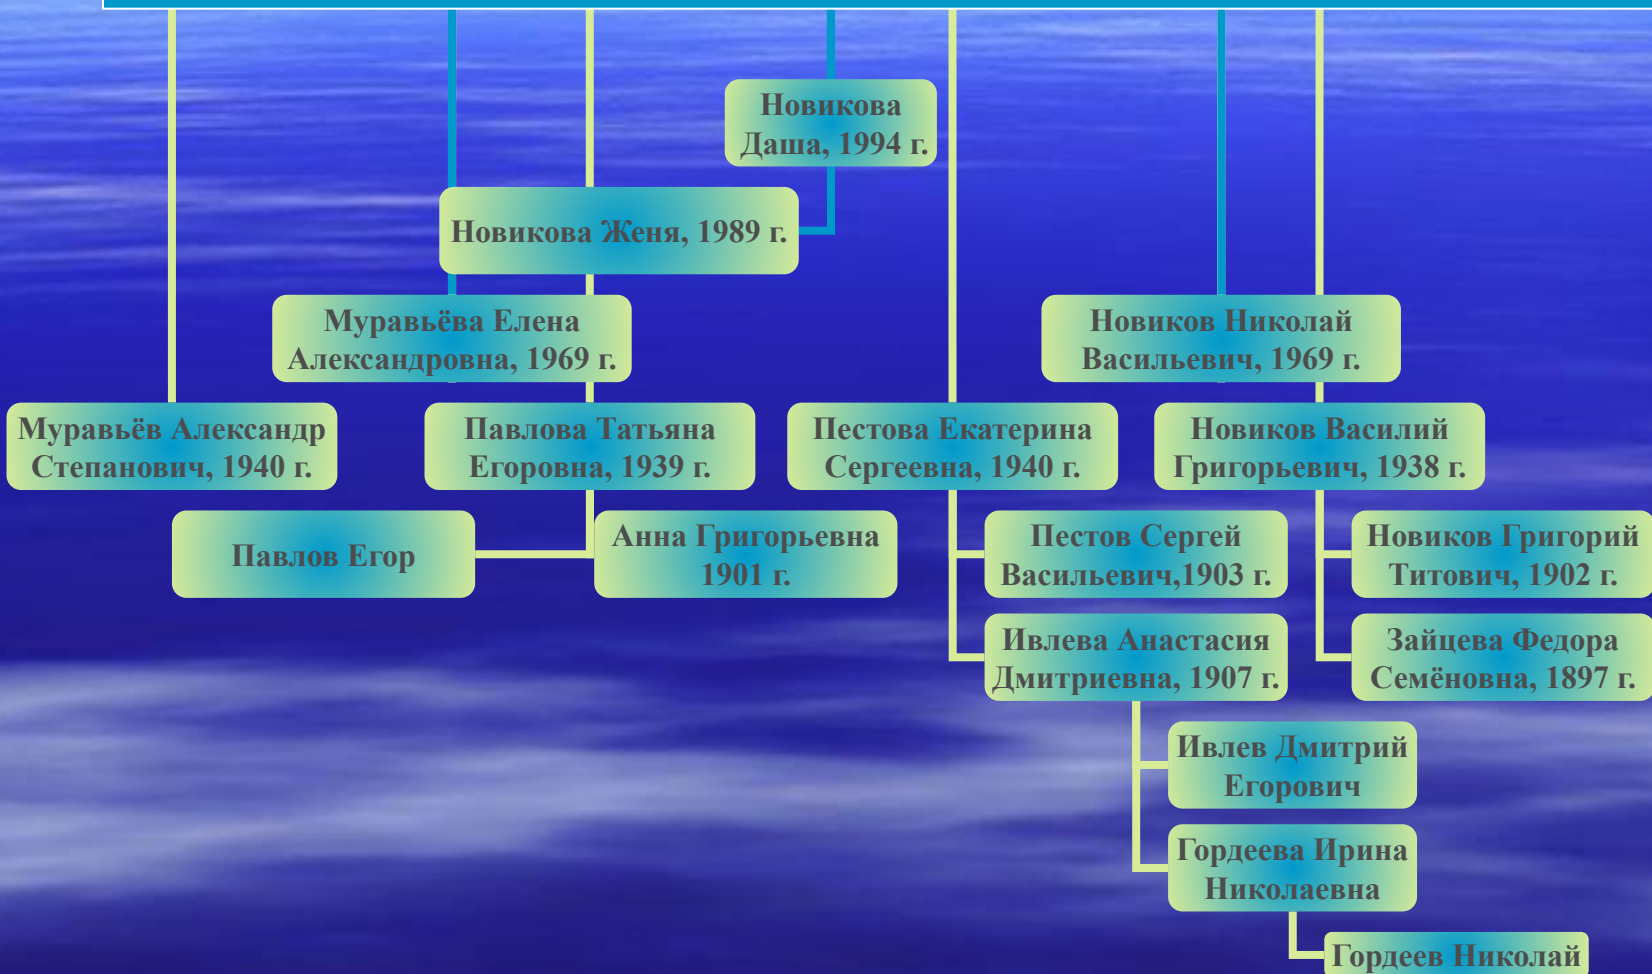 Новикова
Даша, 1994 г.
Новикова Женя, 1989 г.
Муравьёва Елена
Александровна, 1969 г.
Новиков Николай
Васильевич, 1969 г.
Муравьёв Александр
Степанович, 1940 г.
Павлова Татьяна
Егоровна, 1939 г.
Пестова Екатерина
Сергеевна, 1940 г.
Новиков Василий
Григорьевич, 1938 г.
Павлов Егор
Анна Григорьевна
1901 г.
Пестов Сергей
Васильевич,1903 г.
Новиков Григорий
Титович, 1902 г.
Ивлева Анастасия
Дмитриевна, 1907 г.
Зайцева Федора
Семёновна, 1897 г.
Ивлев Дмитрий
Егорович
Гордеева Ирина
Николаевна
Гордеев Николай